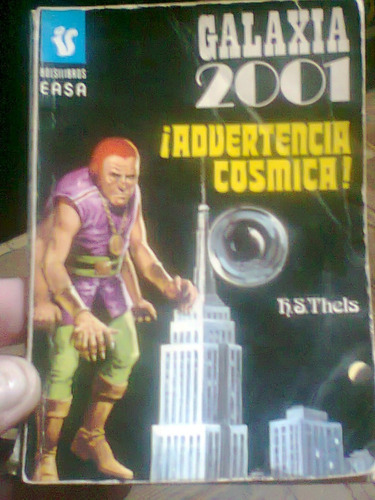 BOLSILIBROS
EASA
GALAXIA
2001
¡ADVERTENCIA
COSMICA!
H.S.Thels